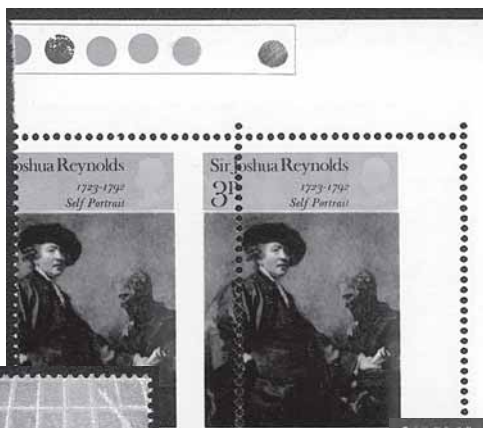 oshua Reynolds
1723-1792
Self Portrait
Sir Joshua Reynolds
3P 1723-1792
Self Portrait